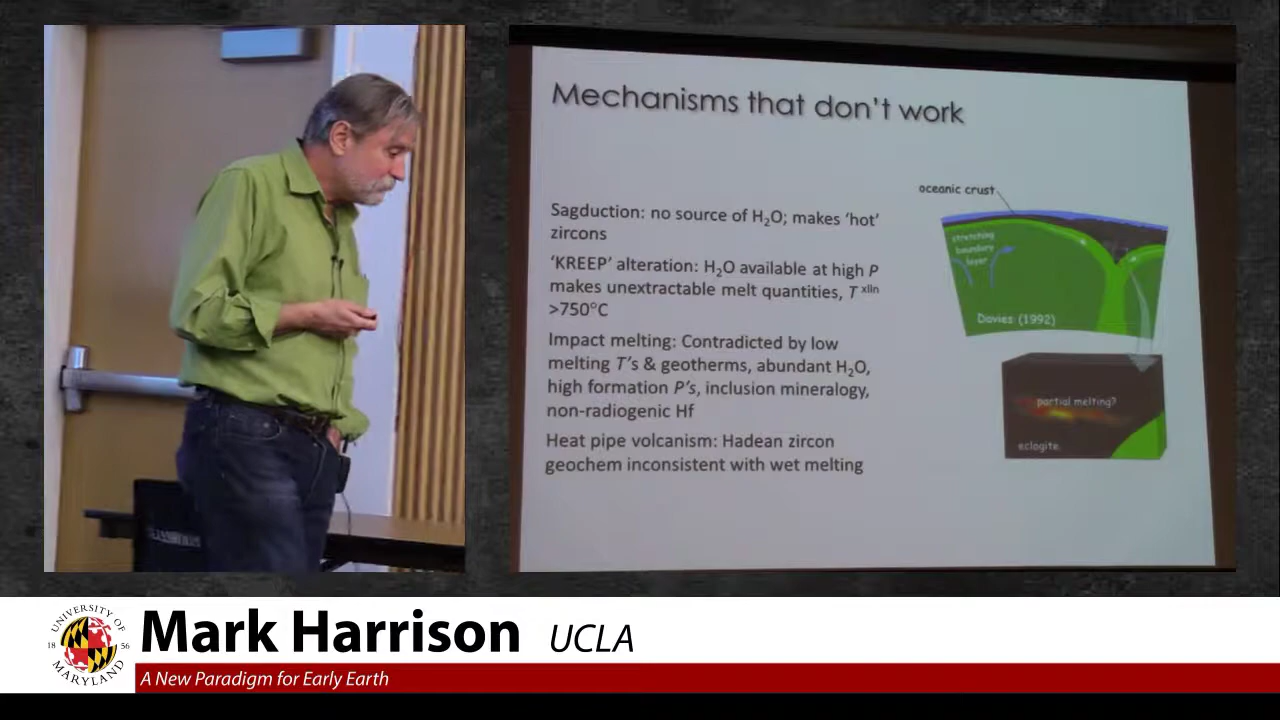 Mechanisms that don't work
Sagduction: no source of H₂O; makes 'hot'
zircons
'KREEP' alteration: H₂O available at high P
makes unextractable melt quantities, T ˣˡˡⁿ
>750°C
Impact melting: Contradicted by low
melting T's & geotherms, abundant H₂O,
high formation P's, inclusion mineralogy,
non-radiogenic Hf
Heat pipe volcanism: Hadean zircon
geochem inconsistent with wet melting
oceanic crust
stretching
boundary
layer
Davies (1992)
partial melting?
eclogite
UNIVERSITY OF
18 56
MARYLAND
Mark Harrison UCLA
A New Paradigm for Early Earth